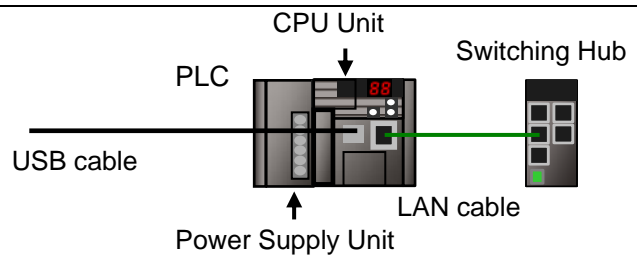 CPU Unit
Switching Hub
PLC
88
USB cable
LAN cable
Power Supply Unit